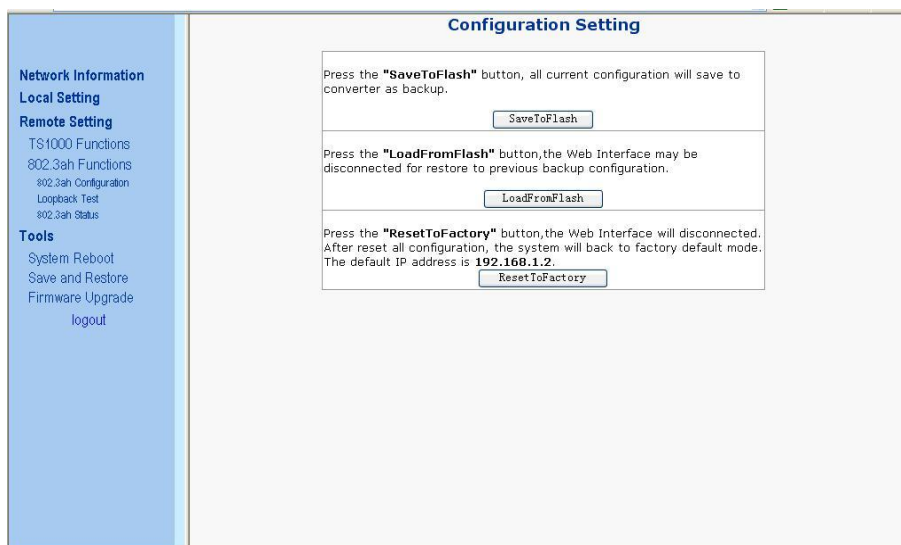 Configuration Setting
Network Information
Local Setting
Remote Setting
TS1000 Functions
802.3ah Functions
802.3ah Configuration
Loopback Test
802.3ah Status
Tools
System Reboot
Save and Restore
Firmware Upgrade
logout
Press the "SaveToFlash" button, all current configuration will save to
converter as backup.
SaveToFlash
Press the "LoadFromFlash" button,the Web Interface may be
disconnected for restore to previous backup configuration.
LoadFromFlash
Press the "ResetToFactory" button,the Web Interface will disconnected.
After reset all configuration, the system will back to factory default mode.
The default IP address is 192.168.1.2.
ResetToFactory